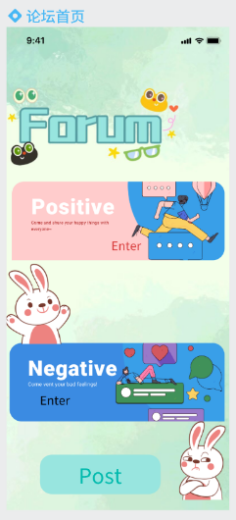 论坛首页
9:41
Forum
Positive
Come and share your happy things with
everyone~
Enter
Negative
Come vent your bad feelings!
Enter
Post